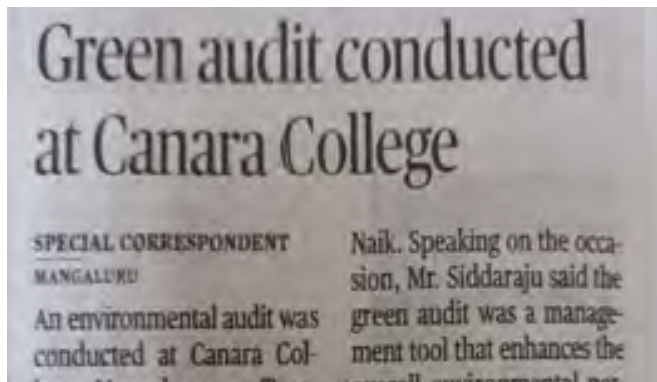 Green audit conducted
at Canara College
SPECIAL CORRESPONDENT
MANGALURU
An environmental audit was
conducted at Canara Col-
Naik. Speaking on the occa-
sion, Mr. Siddaraju said the
green audit was a manage-
ment tool that enhances the